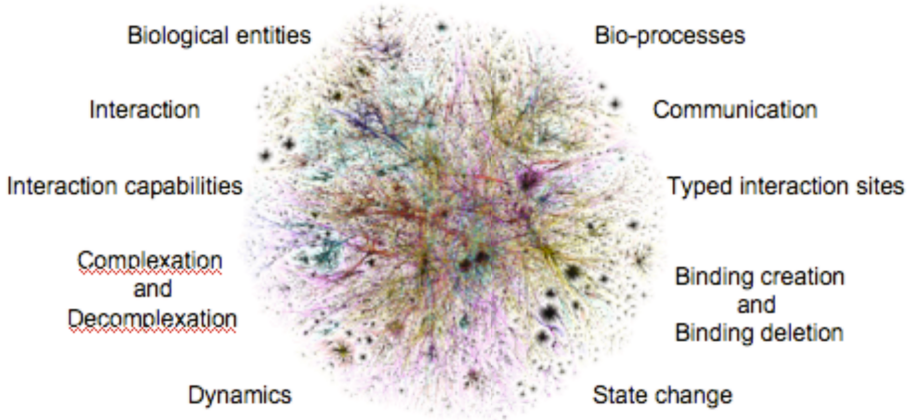 Biological entities
Bio-processes
Interaction
Communication
Interaction capabilities
Typed interaction sites
Complexation
and
Decomplexation
Binding creation
and
Binding deletion
Dynamics
State change